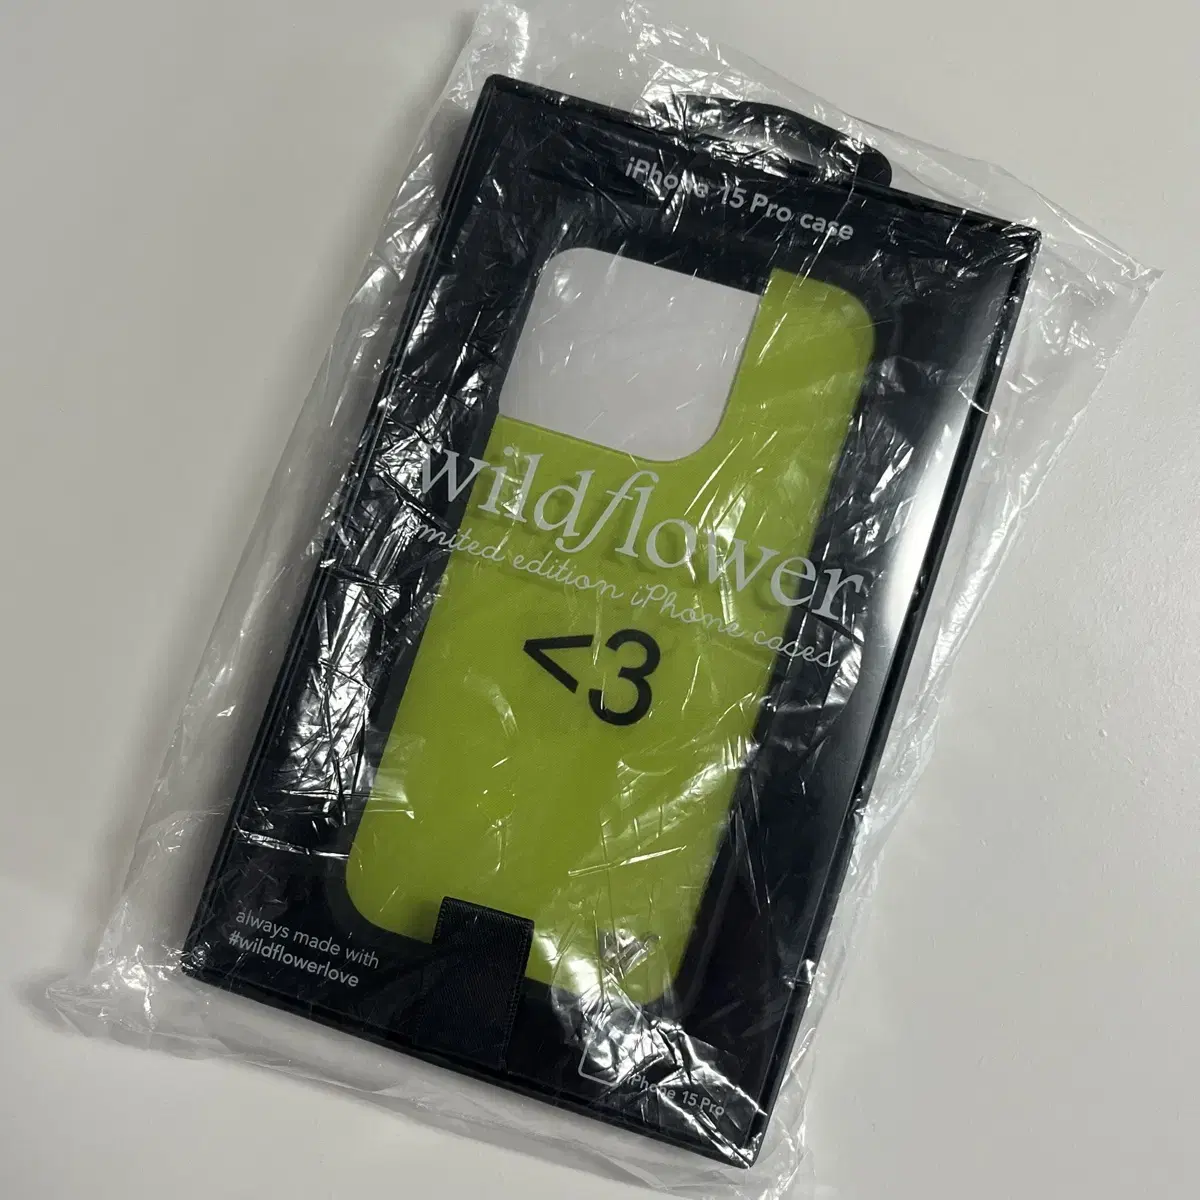 iPhone 15 Pro case
wildflower
limited edition iPhone cases
<3
always made with
#wildflowerlove
iPhone 15 Pro